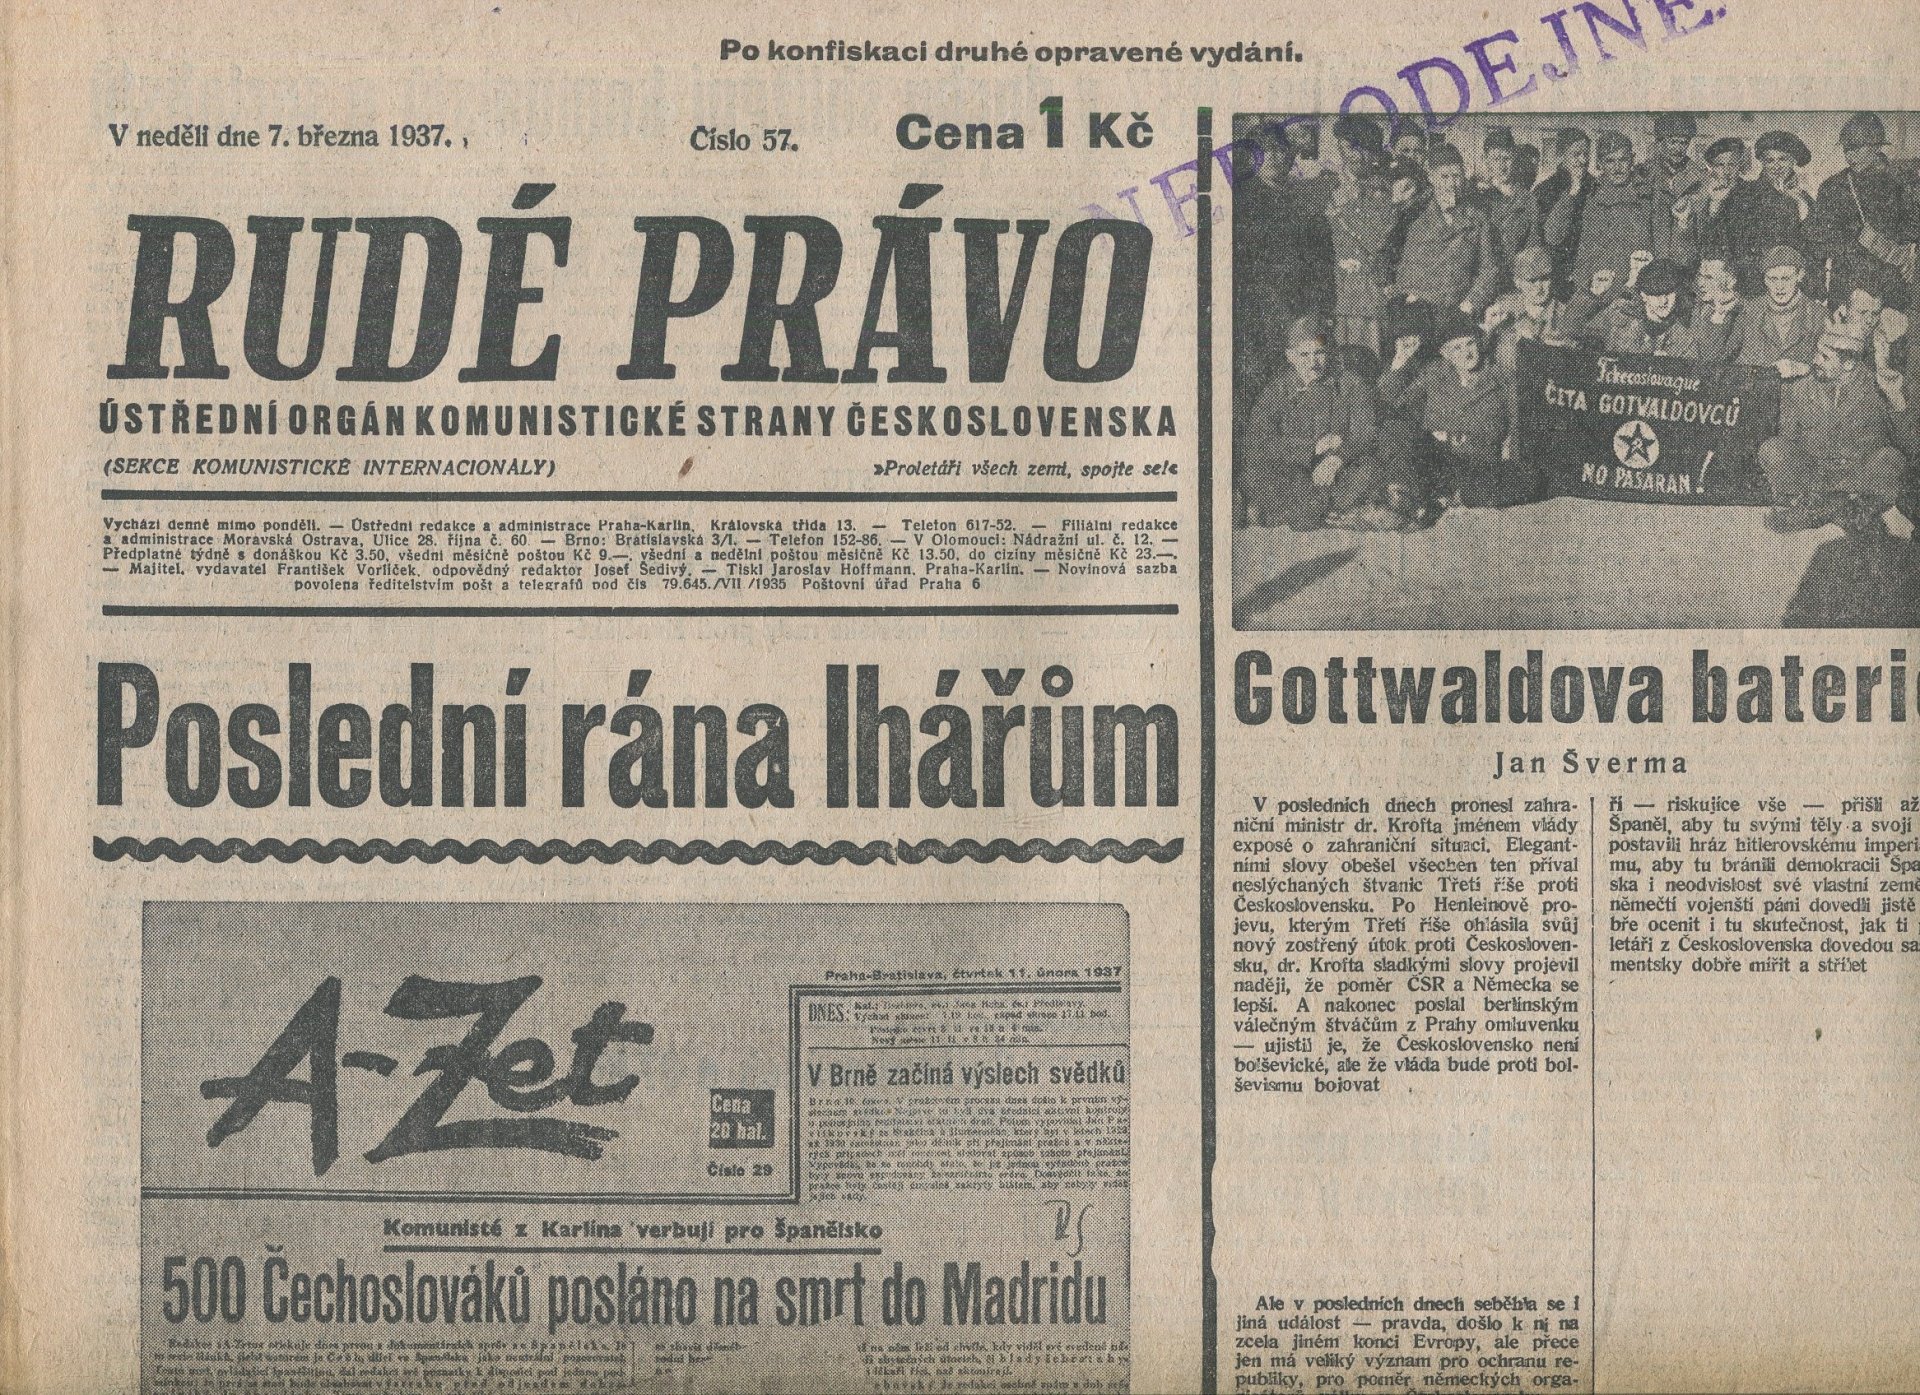 Po konfiskaci druhé opravené vydání.
NEPRODEJNÉ.
V neděli dne 7. března 1937.
Číslo 57.
Cena 1 Kč
RUDÉ PRÁVO
ÚSTŘEDNÍ ORGÁN KOMUNISTICKÉ STRANY ČESKOSLOVENSKA
(SEKCE KOMUNISTICKÉ INTERNACIONÁLY)
»Proletáři všech zemí, spojte se!«
Vychází denně mimo pondělí. — Ústřední redakce a administrace Praha-Karlín, Královská třída 13. — Telefon 617-52. — Filiální redakce
a administrace Moravská Ostrava, Ulice 28. října č. 60 — Brno: Bratislavská 3/I. — Telefon 152-86. — V Olomouci: Nádražní ul. č. 12. —
Předplatné týdně s donáškou Kč 3.50, všední měsíčně poštou Kč 9.—, všední a nedělní poštou měsíčně Kč 13.50, do ciziny měsíčně Kč 23.—.
— Majitel, vydavatel František Vorlíček, odpovědný redaktor Josef Šedivý. — Tiskl Jaroslav Hoffmann, Praha-Karlín. — Novinová sazba
povolena ředitelstvím pošt a telegrafů pod čís 79.645./VII/1935 Poštovní úřad Praha 6
Poslední rána lhářům
A-Zet
Praha-Bratislava, čtvrtek 11. února 1937
DNES:
V Brně začíná výslech svědků
Cena
20 hal.
Číslo 29
Komunisté z Karlína verbují pro Španělsko
500 Čechoslováků posláno na smrt do Madridu
Tchecoslovaque
ČETA GOTWALDOVCŮ
NO PASARAN!
Gottwaldova baterie
Jan Šverma
V posledních dnech pronesl zahra-
niční ministr dr. Krofta jménem vlády
exposé o zahraniční situaci. Elegant-
ními slovy obešel všechen ten příval
neslýchaných štvanic Třetí říše proti
Československu. Po Henleinově pro-
jevu, kterým Třetí říše ohlásila svůj
nový zostřený útok proti Českosloven-
sku, dr. Krofta sladkými slovy projevil
naději, že poměr ČSR a Německa se
lepší. A nakonec poslal berlínským
válečným štváčům z Prahy omluvenku
— ujistil je, že Československo není
bolševické, ale že vláda bude proti bol-
ševismu bojovat
Ale v posledních dnech seběhla se i
jiná událost — pravda, došlo k ní na
zcela jiném konci Evropy, ale přece
jen má veliký význam pro ochranu re-
publiky, pro poměr německých orga-
ří — riskujíce vše — přišli až
Španěl, aby tu svými těly a svojí
postavili hráz hitlerovskému imperi
mu, aby tu bránili demokracii Špa
ska i neodvislost své vlastní země
němečtí vojenští páni dovedli jistě
bře ocenit i tu skutečnost, jak ti
letáři z Československa dovedou sa
mentsky dobře mířit a střílet